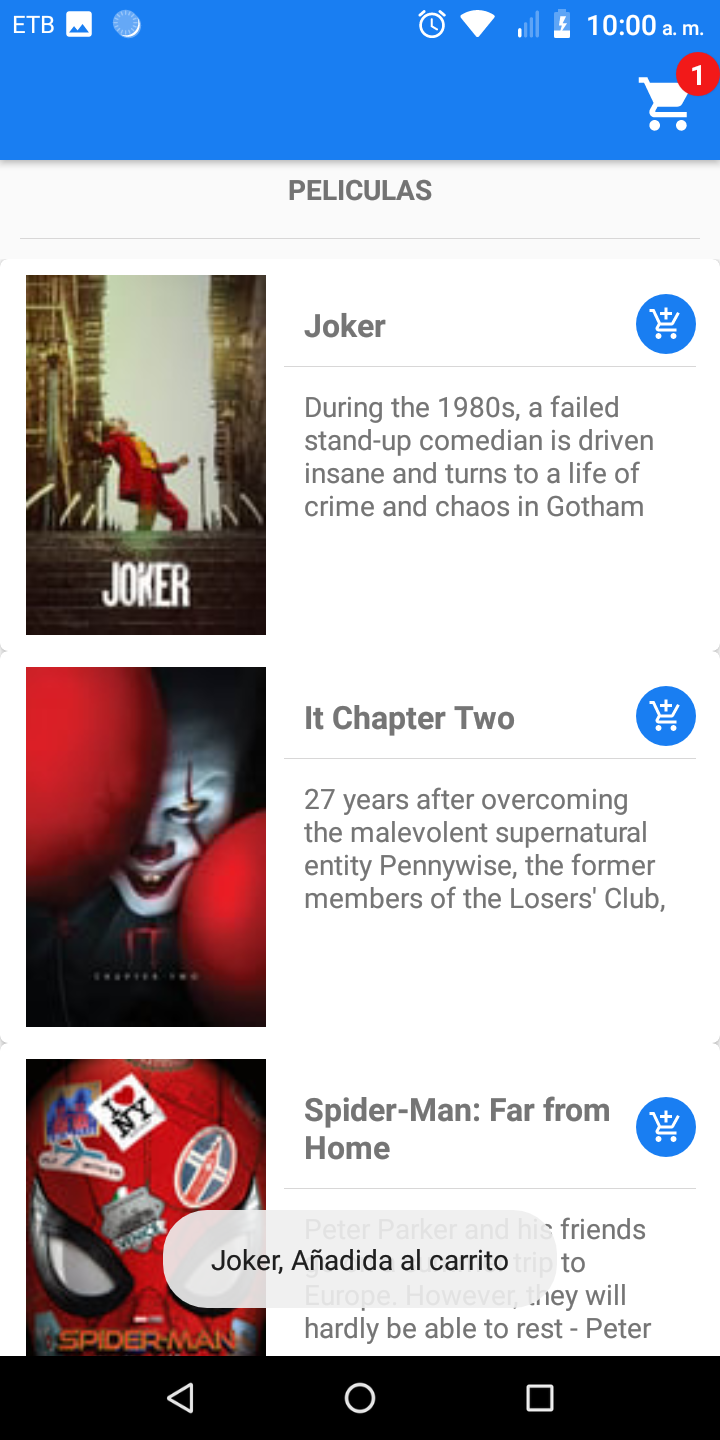 ETB 10:00 a. m.
1
PELICULAS
Joker
During the 1980s, a failed
stand-up comedian is driven
insane and turns to a life of
crime and chaos in Gotham
JOKER
It Chapter Two
27 years after overcoming
the malevolent supernatural
entity Pennywise, the former
members of the Losers' Club,
IT
CHAPTER TWO
Spider-Man: Far from
Home
I ♥
NY
VENICE
Peter Parker and his friends
trip to
Europe. However, they will
hardly be able to rest - Peter
Joker, Añadida al carrito
SPIDER-MAN